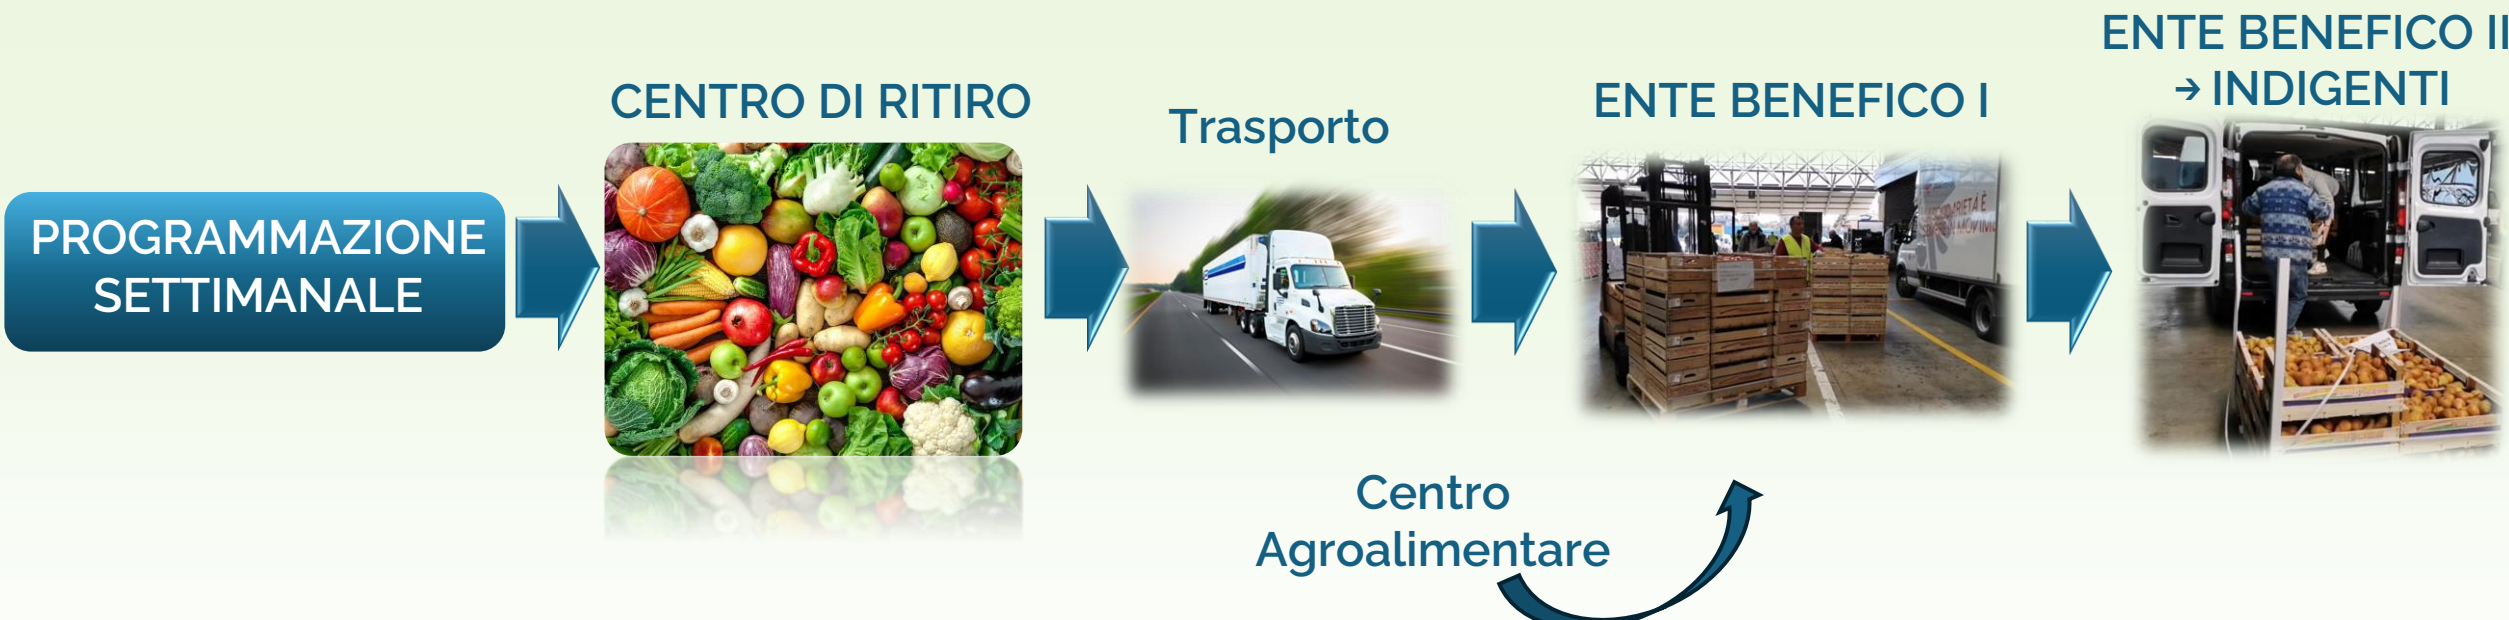 PROGRAMMAZIONE
SETTIMANALE
CENTRO DI RITIRO
Trasporto
ENTE BENEFICO I
ENTE BENEFICO II
→ INDIGENTI
Centro
Agroalimentare